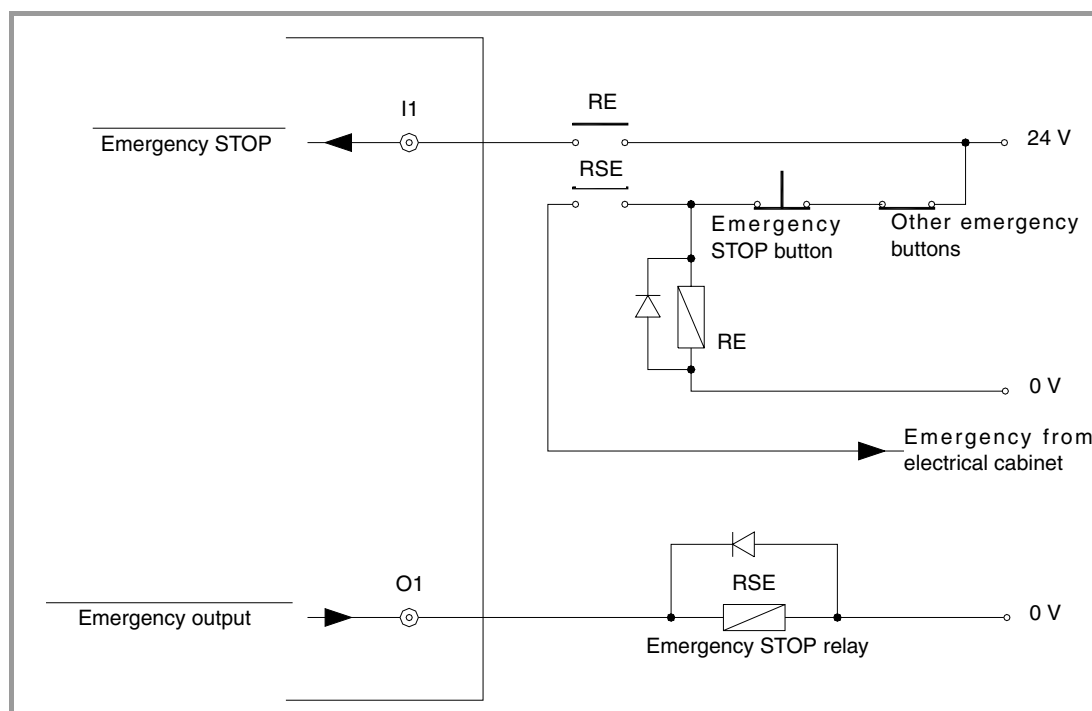 I1
RE
24 V
Emergency STOP
RSE
Emergency
STOP button
Other emergency
buttons
RE
0 V
Emergency from
electrical cabinet
O1
RSE
0 V
Emergency output
Emergency STOP relay